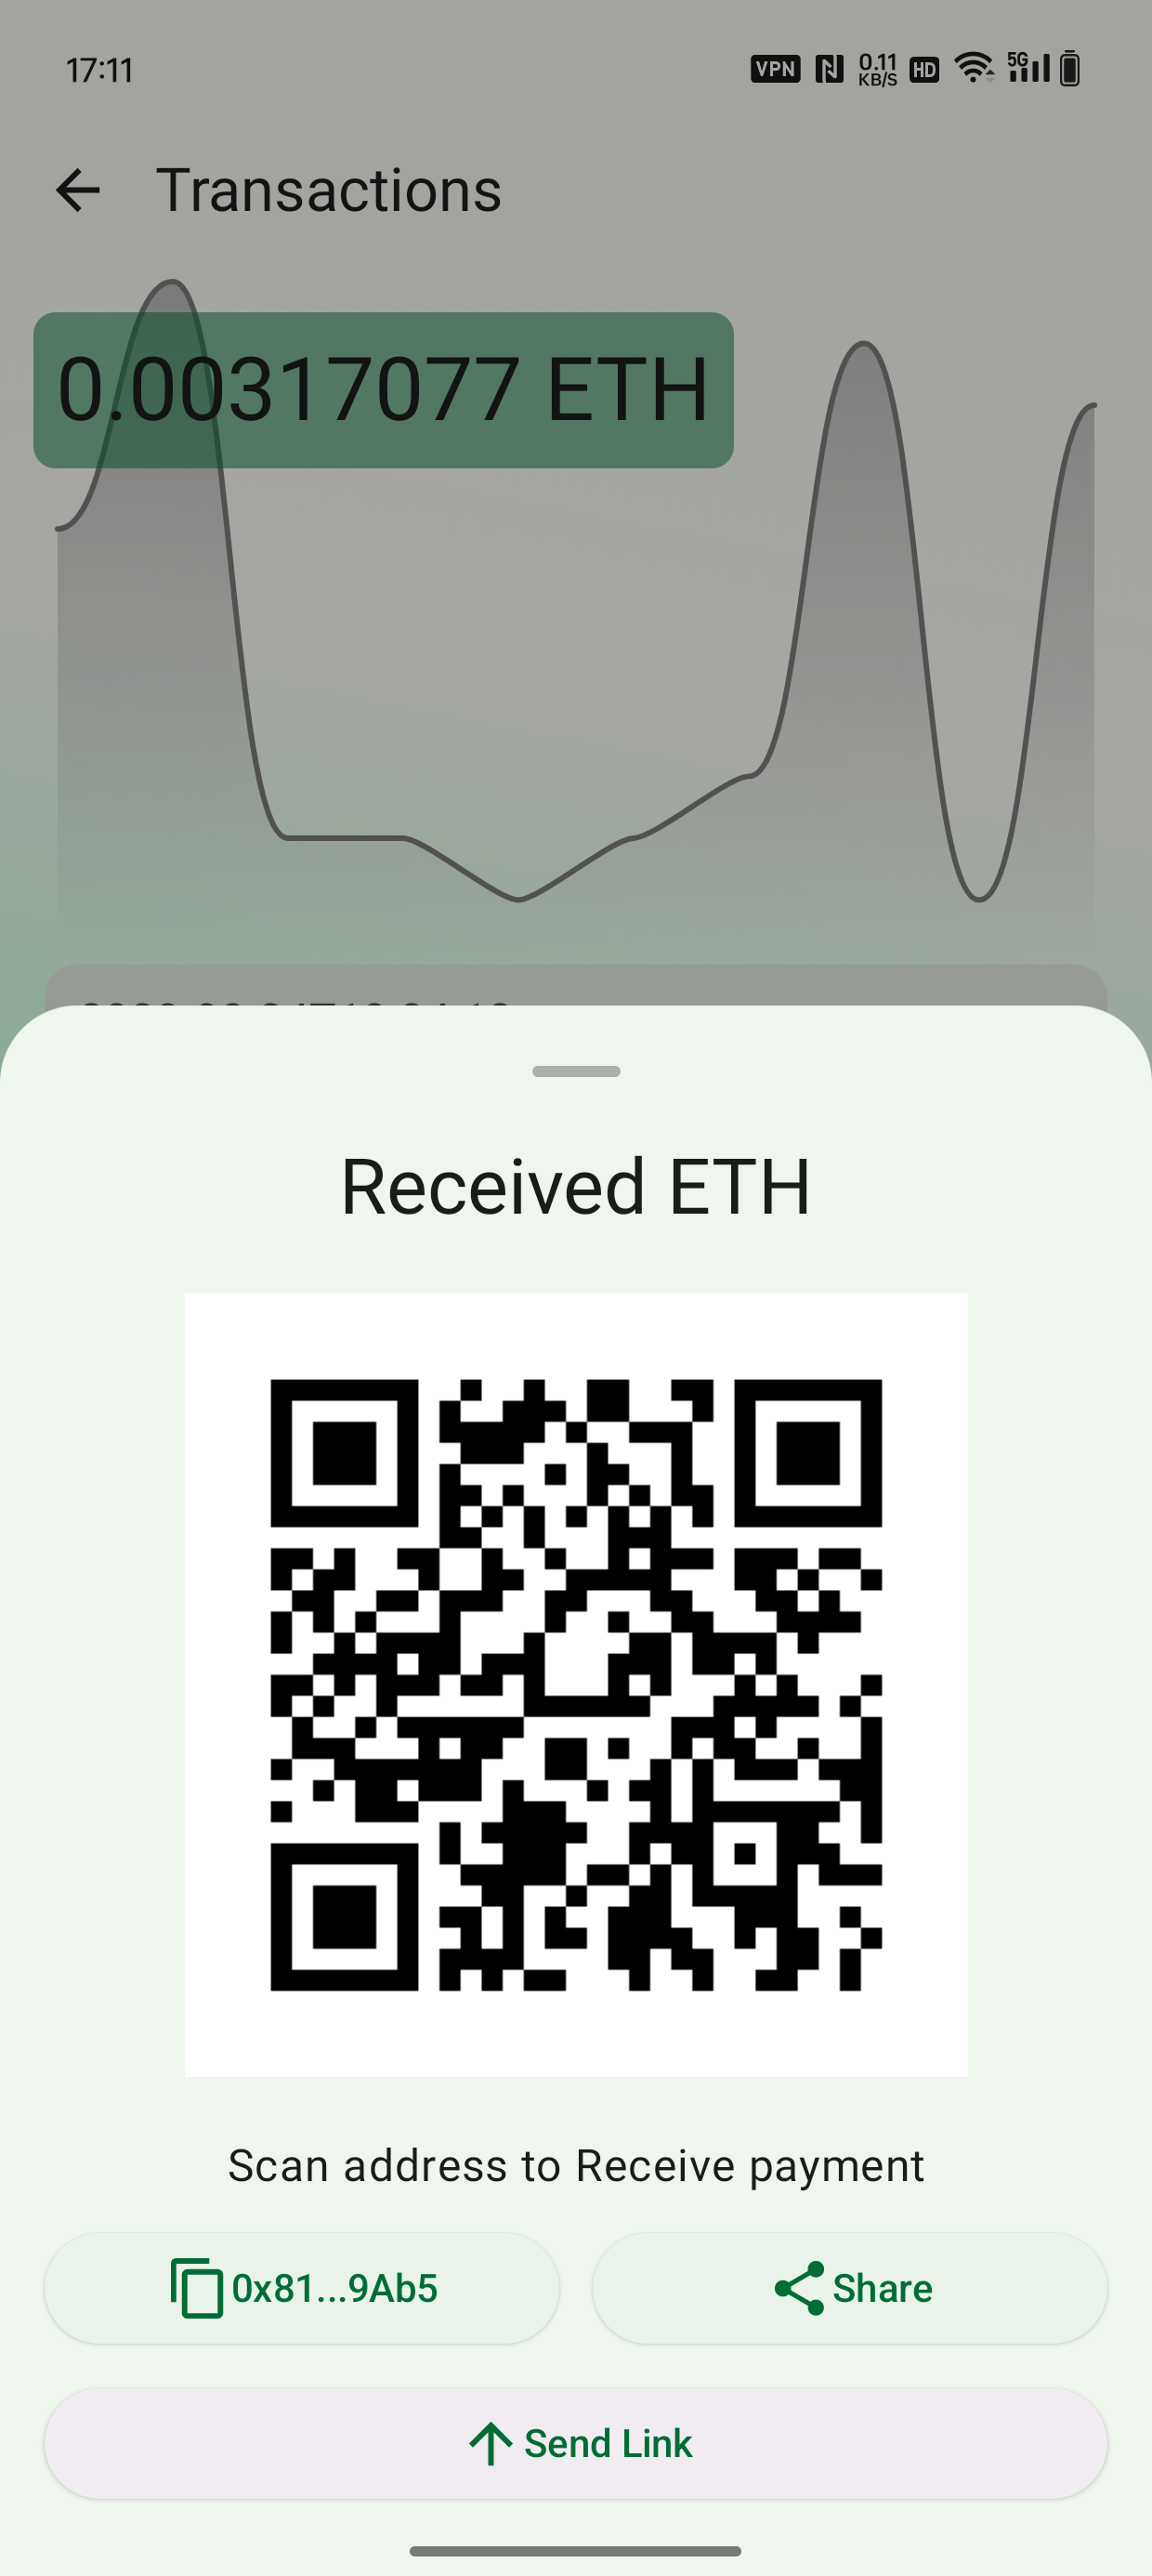 17:11
VPN
0.11
KB/S
HD
5G
Transactions
0.00317077 ETH
Received ETH
Scan address to Receive payment
0x81...9Ab5
Share
Send Link